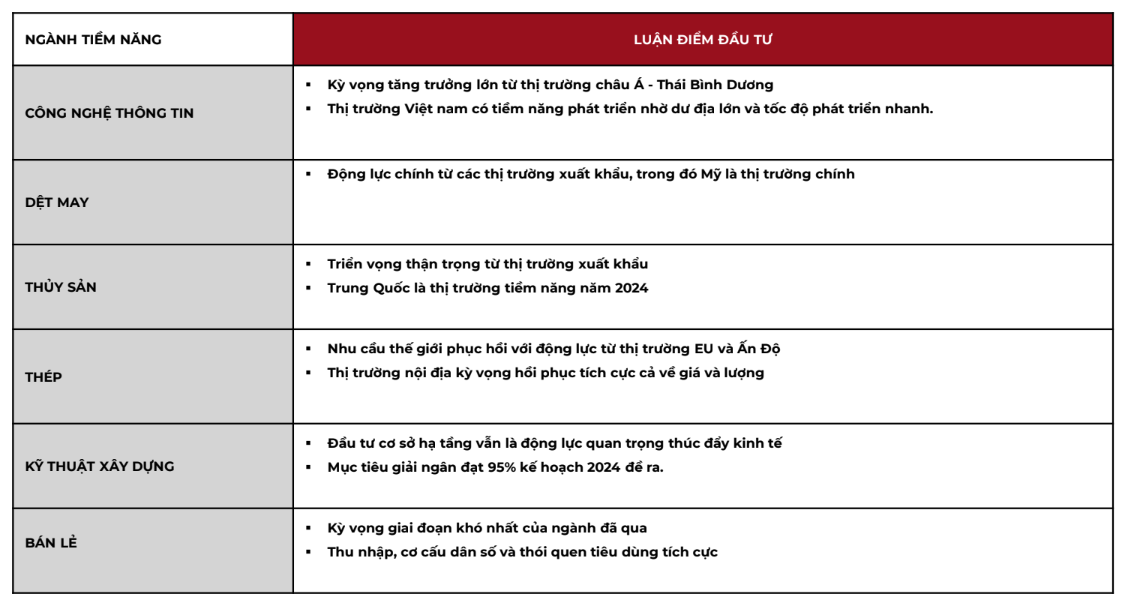 NGÀNH TIỀM NĂNG
LUẬN ĐIỂM ĐẦU TƯ
CÔNG NGHỆ THÔNG TIN
▪ Kỳ vọng tăng trưởng lớn từ thị trường châu Á - Thái Bình Dương
▪ Thị trường Việt nam có tiềm năng phát triển nhờ dư địa lớn và tốc độ phát triển nhanh.
DỆT MAY
▪ Động lực chính từ các thị trường xuất khẩu, trong đó Mỹ là thị trường chính
THỦY SẢN
▪ Triển vọng thận trọng từ thị trường xuất khẩu
▪ Trung Quốc là thị trường tiềm năng năm 2024
THÉP
▪ Nhu cầu thế giới phục hồi với động lực từ thị trường EU và Ấn Độ
▪ Thị trường nội địa kỳ vọng hồi phục tích cực cả về giá và lượng
KỸ THUẬT XÂY DỰNG
▪ Đầu tư cơ sở hạ tầng vẫn là động lực quan trọng thúc đẩy kinh tế
▪ Mục tiêu giải ngân đạt 95% kế hoạch 2024 đề ra.
BÁN LẺ
▪ Kỳ vọng giai đoạn khó nhất của ngành đã qua
▪ Thu nhập, cơ cấu dân số và thói quen tiêu dùng tích cực